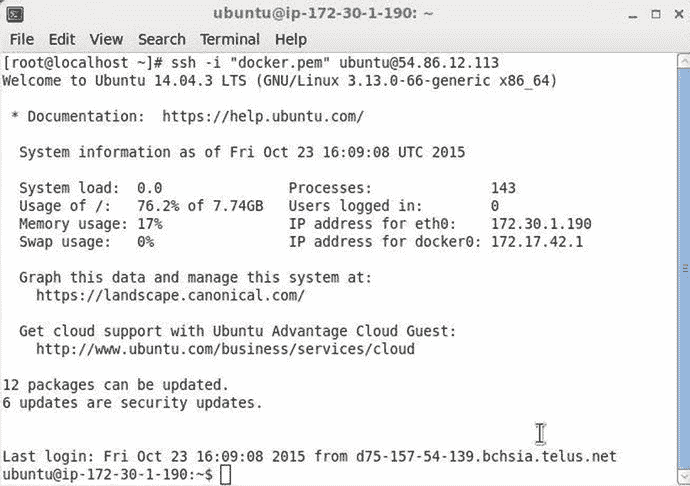 ubuntu@ip-172-30-1-190: ~
File Edit View Search Terminal Help
[root@localhost ~]# ssh -i "docker.pem" ubuntu@54.86.12.113
Welcome to Ubuntu 14.04.3 LTS (GNU/Linux 3.13.0-66-generic x86_64)
* Documentation:  https://help.ubuntu.com/
System information as of Fri Oct 23 16:09:08 UTC 2015
System load:  0.0                Processes:              143
Usage of /:   76.2% of 7.74GB   Users logged in:        0
Memory usage: 17%               IP address for eth0:    172.30.1.190
Swap usage:   0%                IP address for docker0: 172.17.42.1
Graph this data and manage this system at:
https://landscape.canonical.com/
Get cloud support with Ubuntu Advantage Cloud Guest:
http://www.ubuntu.com/business/services/cloud
12 packages can be updated.
6 updates are security updates.
Last login: Fri Oct 23 16:09:08 2015 from d75-157-54-139.bchsia.telus.net
ubuntu@ip-172-30-1-190:~$